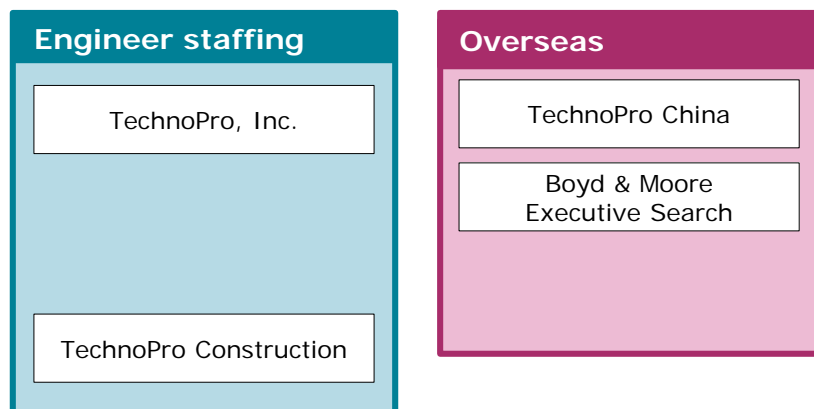 Engineer staffing
TechnoPro, Inc.
TechnoPro Construction
Overseas
TechnoPro China
Boyd & Moore
Executive Search